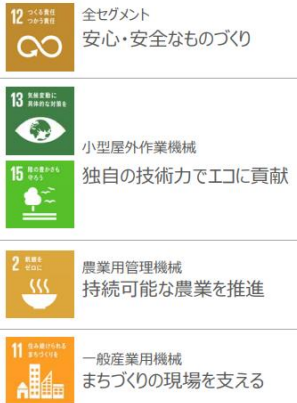 12 つくる責任
つかう責任
全セグメント
安心・安全なものづくり
13 気候変動に
具体的な対策を
小型屋外作業機械
15 陸の豊かさも
守ろう
独自の技術力でエコに貢献
2 飢餓を
ゼロに
農業用管理機械
持続可能な農業を推進
11 住み続けられる
まちづくりを
一般産業用機械
まちづくりの現場を支える